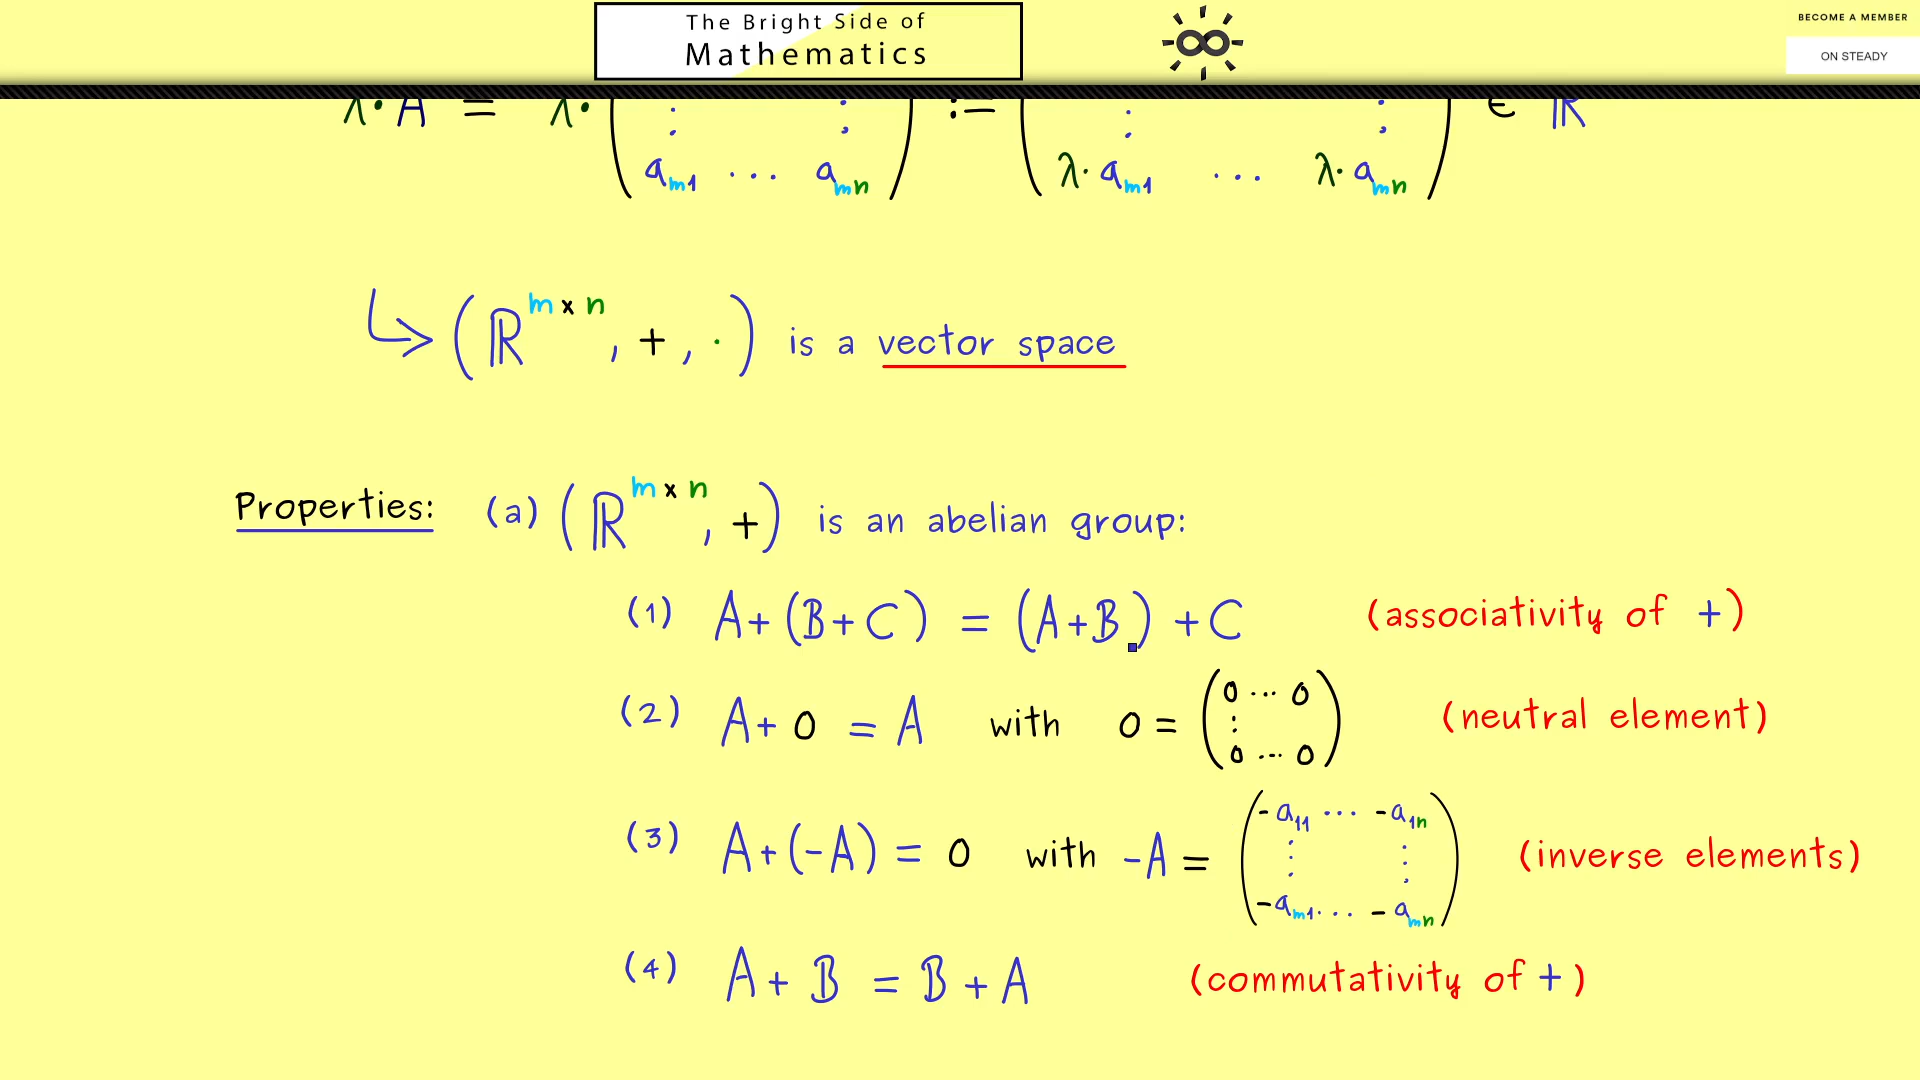 The Bright Side of
Mathematics
BECOME A MEMBER
ON STEADY
λ· A = λ· ( ⋮ ⋮ ) := ( ⋮ ⋮ ) ∈ ℝ
a_m1 ... a_mn λ· a_m1 ... λ· a_mn
↳ (ℝ^{m×n}, +, ·) is a vector space
Properties: (a) (ℝ^{m×n}, +) is an abelian group:
(1) A+(B+C) = (A+B)+C (associativity of +)
(2) A+0 = A with 0 = (0 ... 0 ⋮ 0 ... 0) (neutral element)
(3) A+(-A) = 0 with -A = (-a_11 ... -a_1n ⋮ ⋮ -a_m1 ... -a_mn) (inverse elements)
(4) A+B = B+A (commutativity of +)